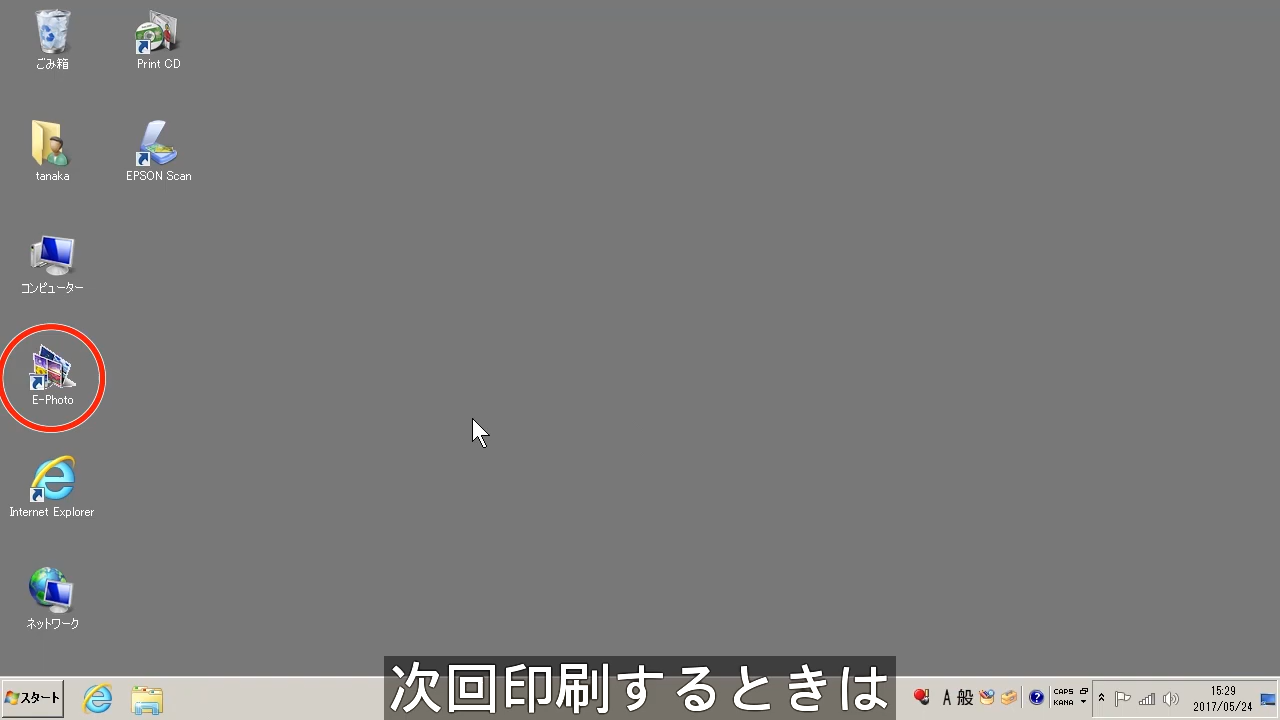 ごみ箱
Print CD
tanaka
EPSON Scan
コンピューター
E-Photo
Internet Explorer
ネットワーク
次回印刷するときは
スタート
A 般
CAPS
KANA
15:29
2017/05/24